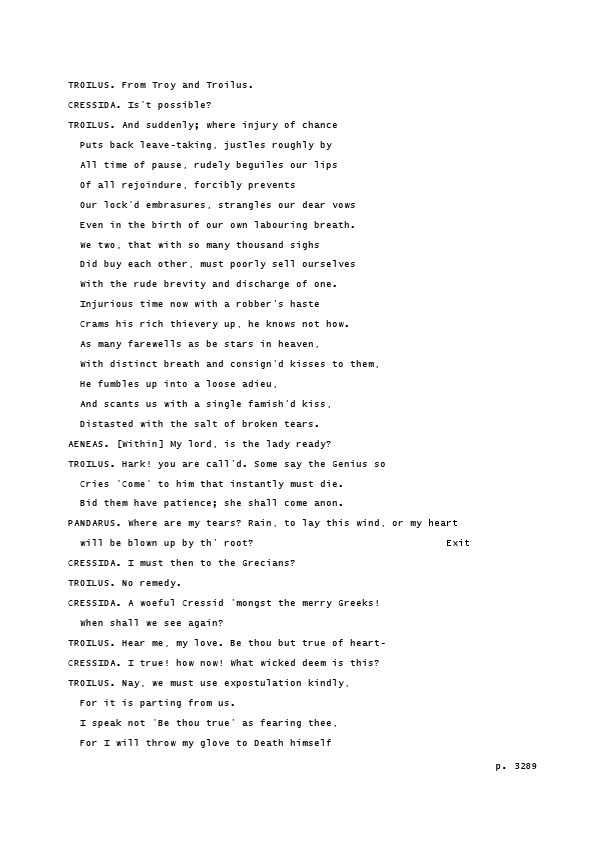 TROILUS. From Troy and Troilus.
CRESSIDA. Is't possible?
TROILUS. And suddenly; where injury of chance
Puts back leave-taking, justles roughly by
All time of pause, rudely beguiles our lips
Of all rejoindure, forcibly prevents
Our lock'd embrasures, strangles our dear vows
Even in the birth of our own labouring breath.
We two, that with so many thousand sighs
Did buy each other, must poorly sell ourselves
With the rude brevity and discharge of one.
Injurious time now with a robber's haste
Crams his rich thievery up, he knows not how.
As many farewells as be stars in heaven,
With distinct breath and consign'd kisses to them,
He fumbles up into a loose adieu,
And scants us with a single famish'd kiss,
Distasted with the salt of broken tears.
AENEAS. [Within] My lord, is the lady ready?
TROILUS. Hark! you are call'd. Some say the Genius so
Cries 'Come' to him that instantly must die.
Bid them have patience; she shall come anon.
PANDARUS. Where are my tears? Rain, to lay this wind, or my heart
will be blown up by th' root? Exit
CRESSIDA. I must then to the Grecians?
TROILUS. No remedy.
CRESSIDA. A woeful Cressid 'mongst the merry Greeks!
When shall we see again?
TROILUS. Hear me, my love. Be thou but true of heart-
CRESSIDA. I true! how now! What wicked deem is this?
TROILUS. Nay, we must use expostulation kindly,
For it is parting from us.
I speak not 'Be thou true' as fearing thee,
For I will throw my glove to Death himself
p. 3289